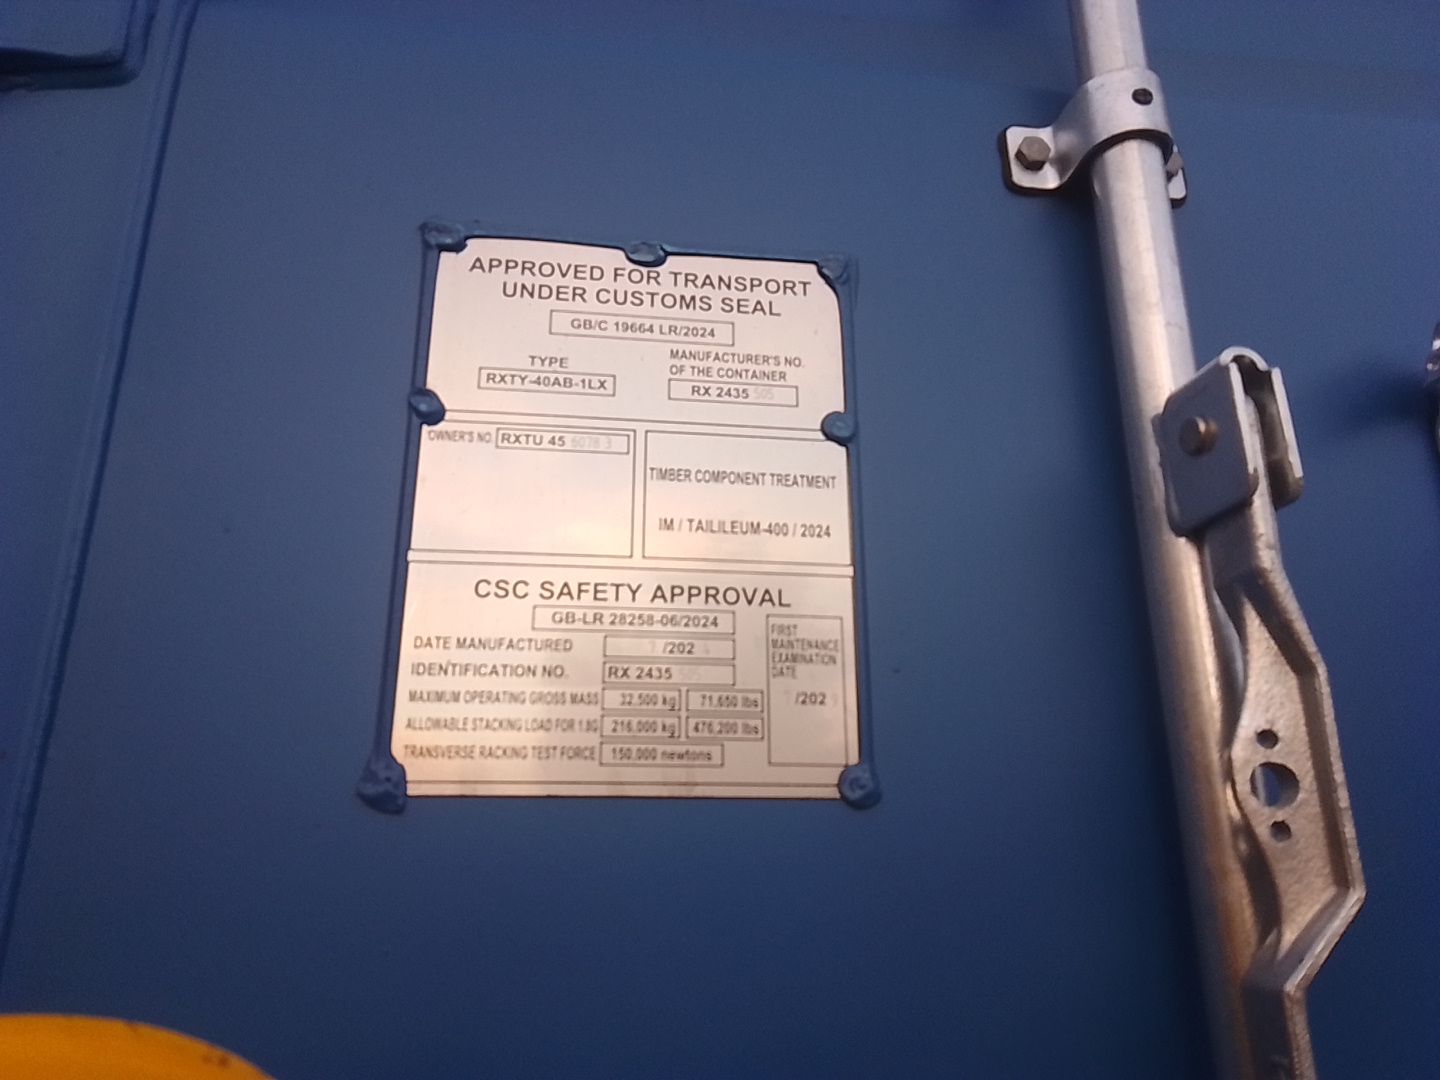 APPROVED FOR TRANSPORT
UNDER CUSTOMS SEAL
GB/C 19664 LR/2024
TYPE
RXTY-40AB-1LX
MANUFACTURER'S NO.
OF THE CONTAINER
RX 2435 505
OWNER'S NO. RXTU 45 6078 3
TIMBER COMPONENT TREATMENT
IM / TAILILEUM-400 / 2024
CSC SAFETY APPROVAL
GB-LR 28258-06/2024
DATE MANUFACTURED /202
IDENTIFICATION NO. RX 2435 505
MAXIMUM OPERATING GROSS MASS 32,500 kg 71,650 lbs
ALLOWABLE STACKING LOAD FOR 1.8G 216,000 kg 476,200 lbs
TRANSVERSE RACKING TEST FORCE 150,000 newtons
FIRST
MAINTENANCE
EXAMINATION
DATE
/202